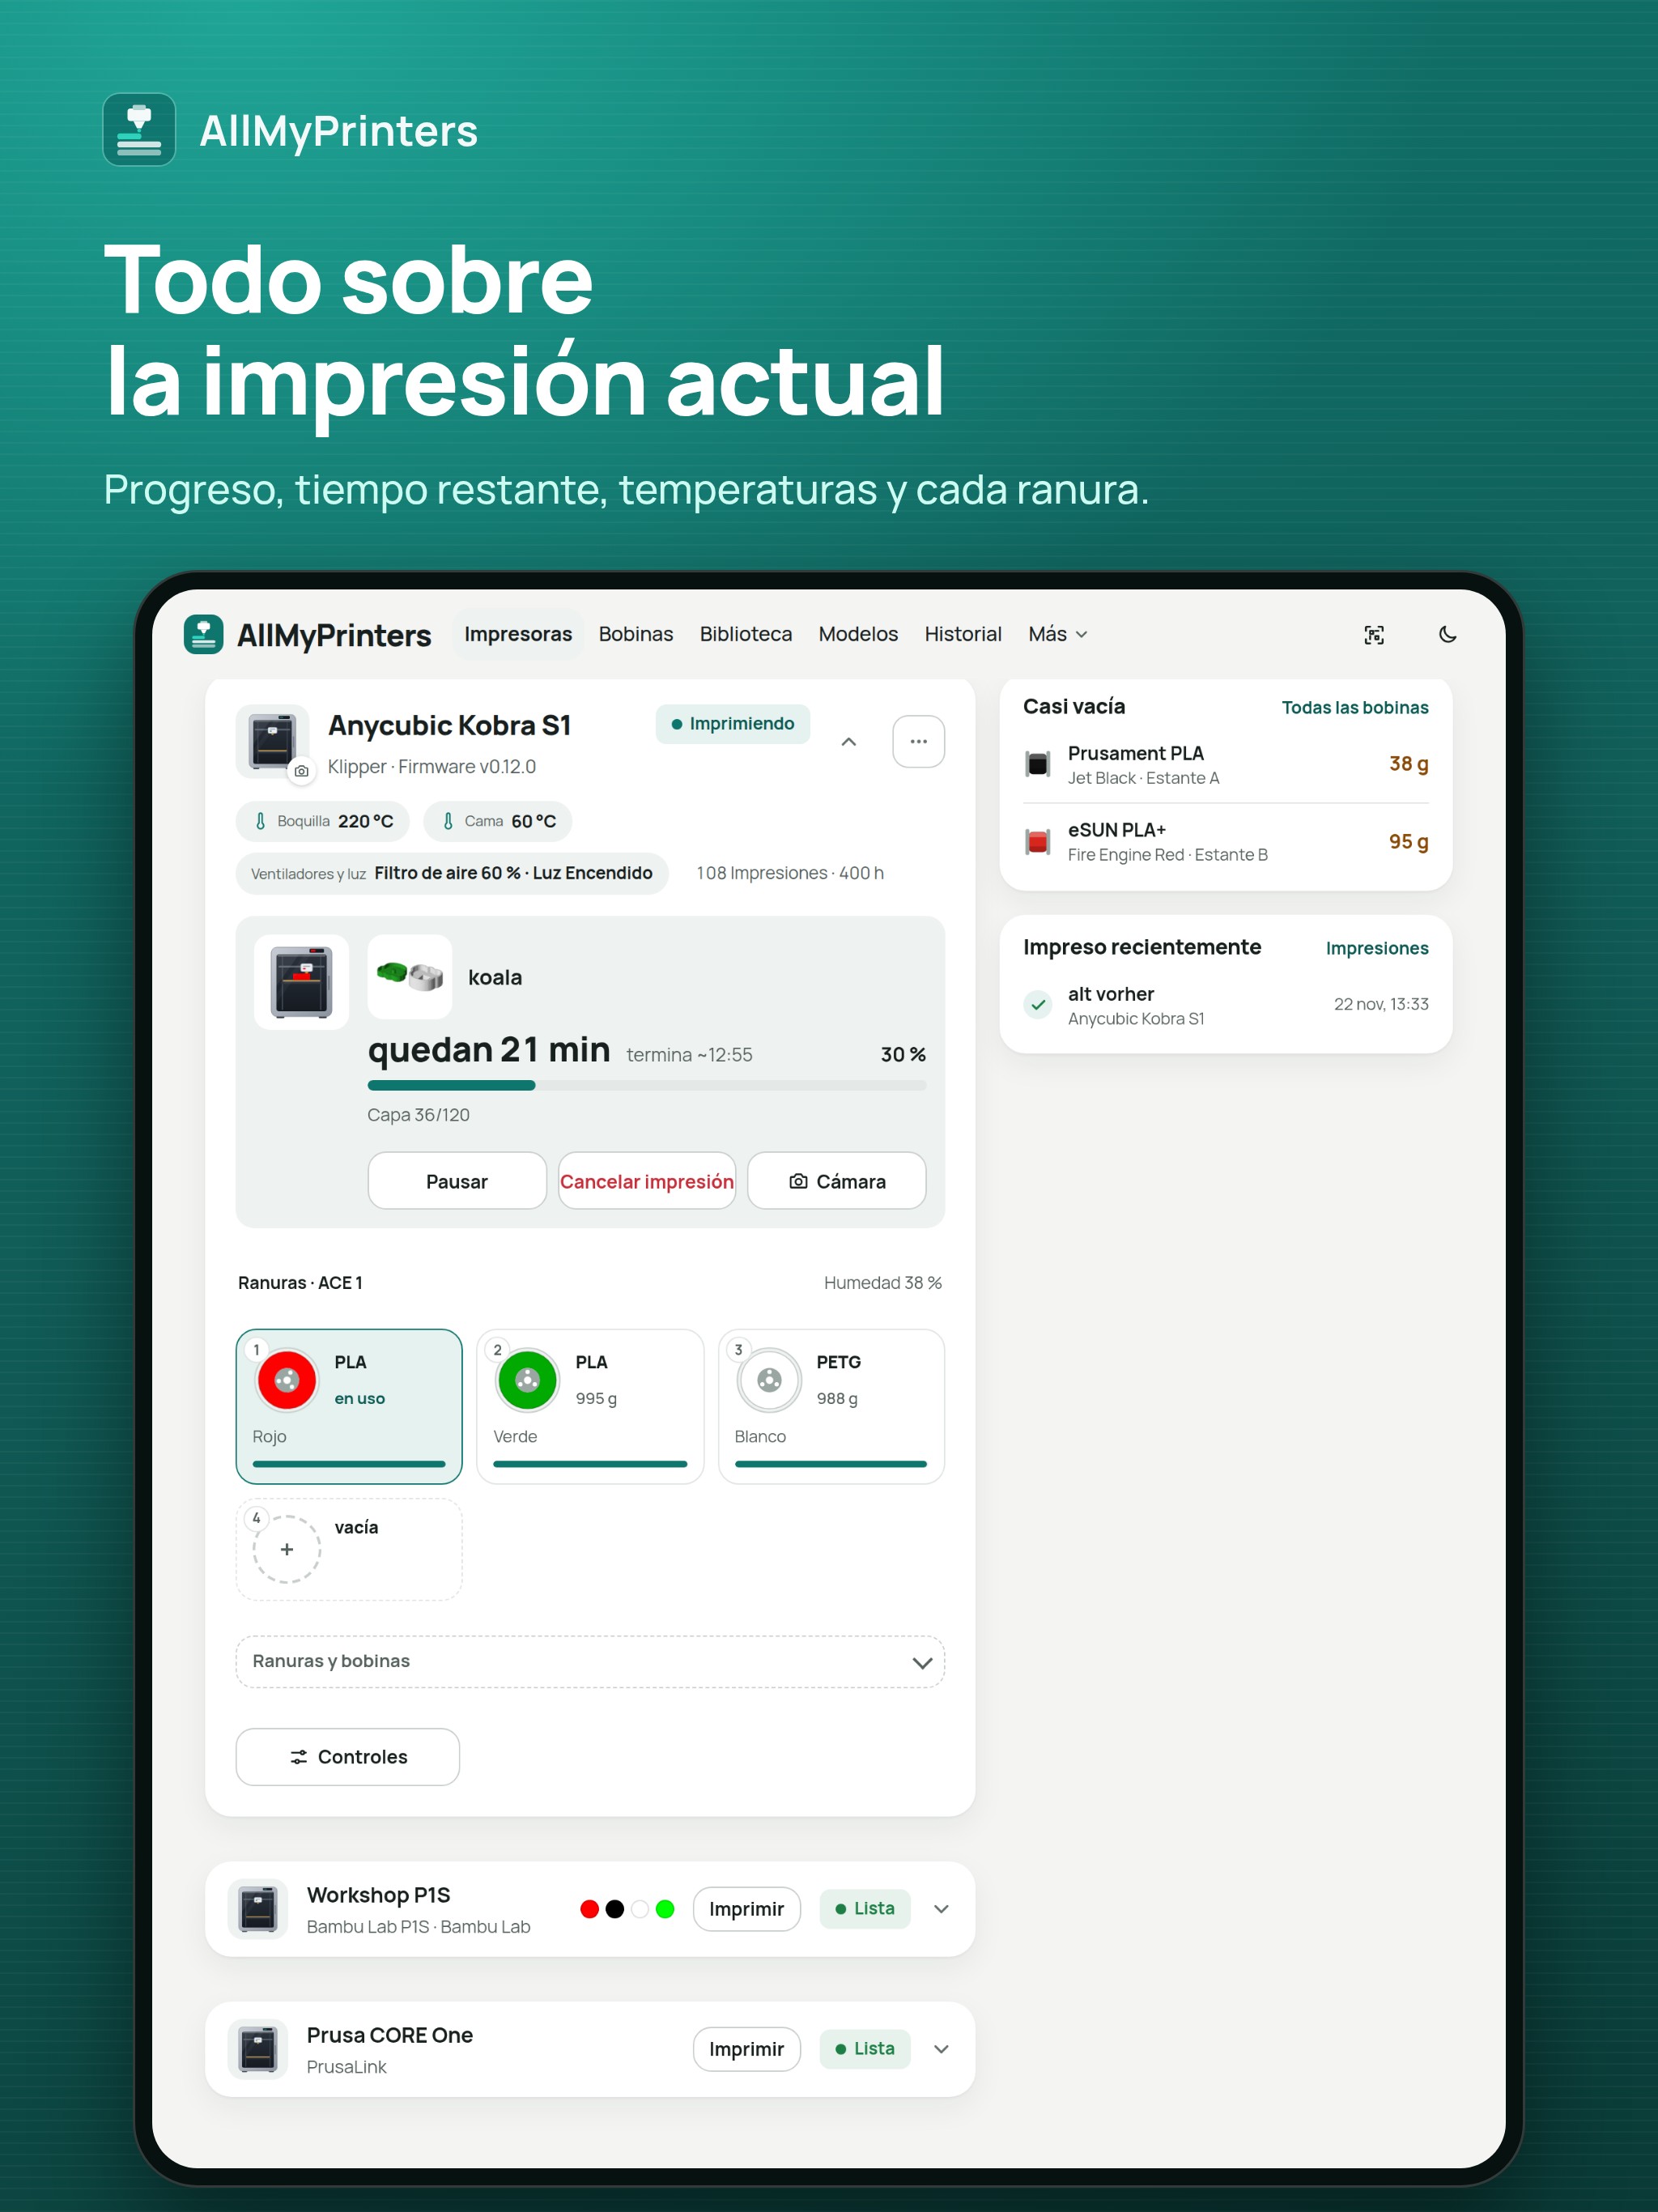 AllMyPrinters
Todo sobre
la impresión actual
Progreso, tiempo restante, temperaturas y cada ranura.
AllMyPrinters Impresoras Bobinas Biblioteca Modelos Historial Más
Anycubic Kobra S1 Imprimiendo
Klipper · Firmware v0.12.0
Boquilla 220 °C Cama 60 °C
Ventiladores y luz Filtro de aire 60 % · Luz Encendido 108 Impresiones · 400 h
koala
quedan 21 min termina ~12:55 30 %
Capa 36/120
Pausar Cancelar impresión Cámara
Ranuras · ACE 1 Humedad 38 %
1 PLA
en uso
Rojo
2 PLA
995 g
Verde
3 PETG
988 g
Blanco
4 vacía
Ranuras y bobinas
Controles
Workshop P1S
Bambu Lab P1S · Bambu Lab
Imprimir Lista
Prusa CORE One
PrusaLink
Imprimir Lista
Casi vacía Todas las bobinas
Prusament PLA
Jet Black · Estante A
38 g
eSUN PLA+
Fire Engine Red · Estante B
95 g
Impreso recientemente Impresiones
alt vorher
Anycubic Kobra S1
22 nov, 13:33